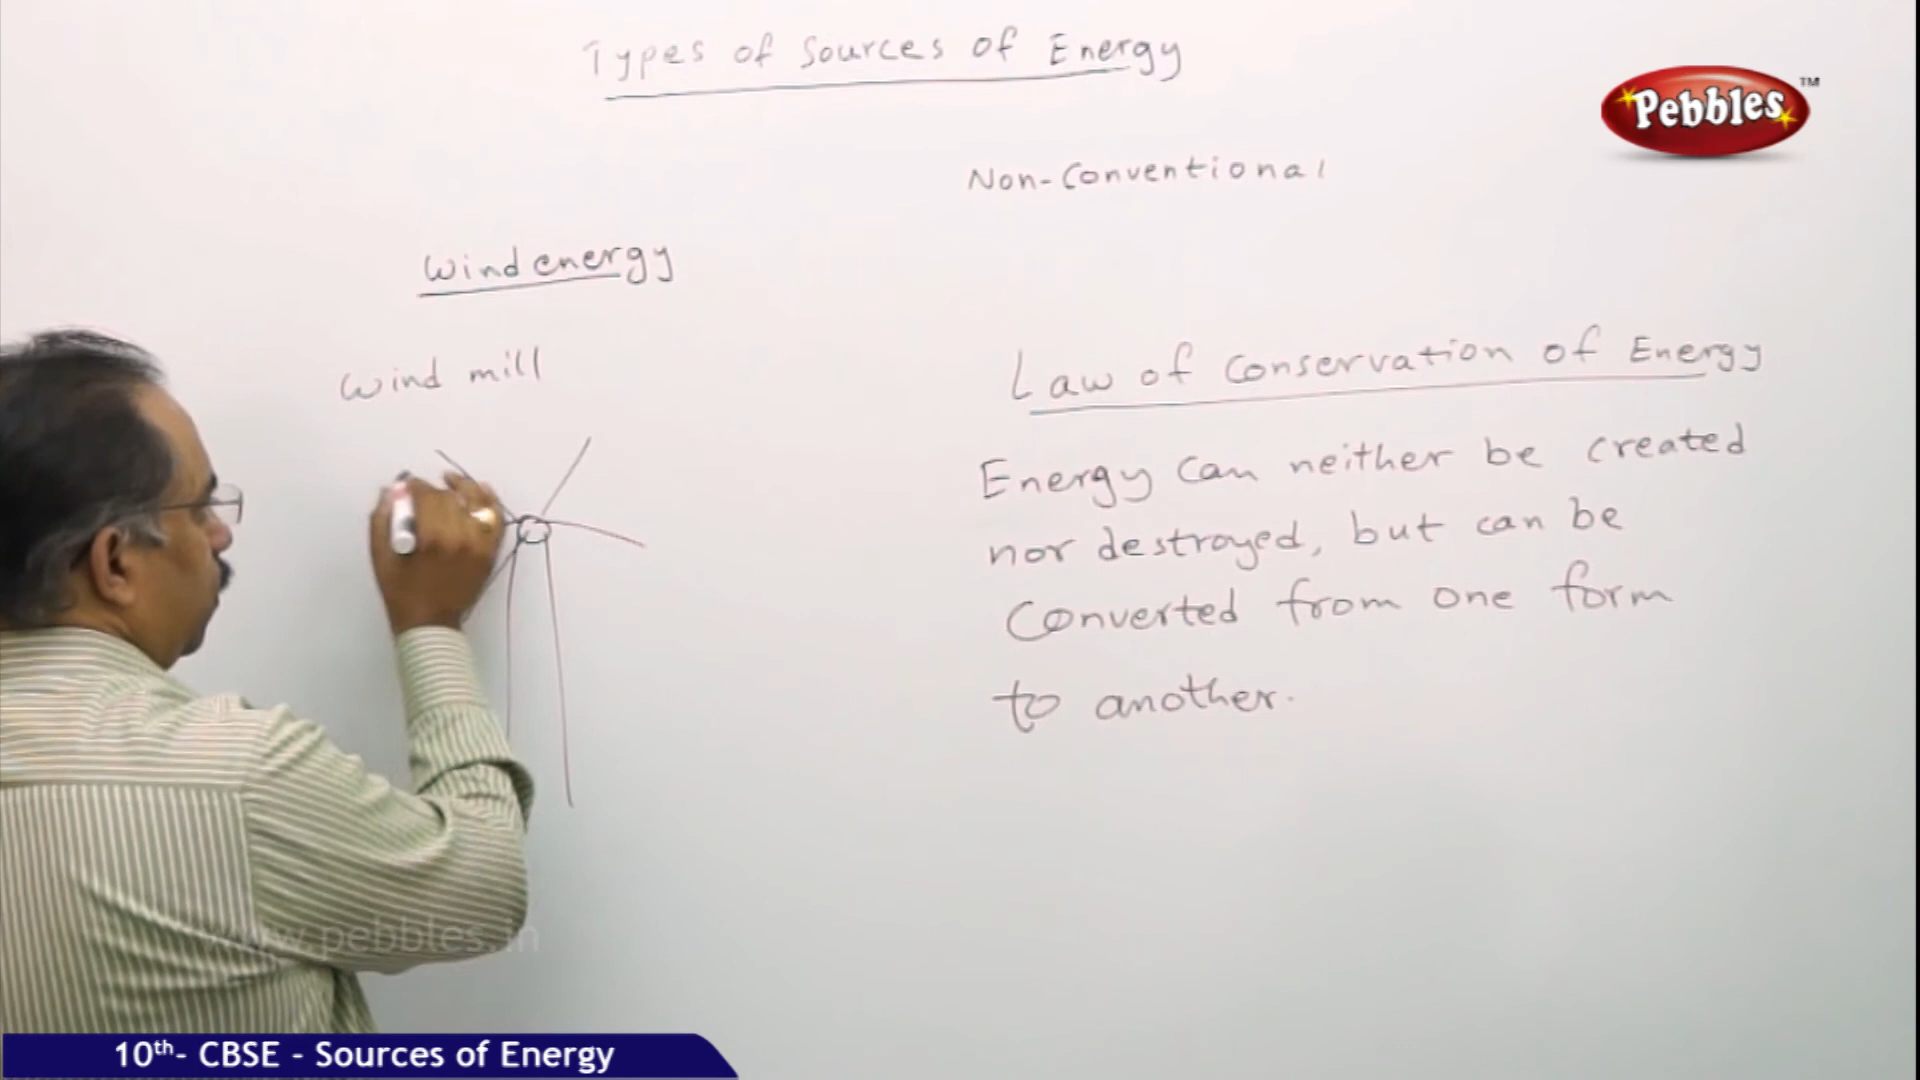 Types of Sources of Energy
Pebbles™
Non-Conventional
Wind energy
Wind mill
Law of Conservation of Energy
Energy can neither be created
nor destroyed, but can be
Converted from one form
to another.
www.pebbles.in
10th- CBSE - Sources of Energy